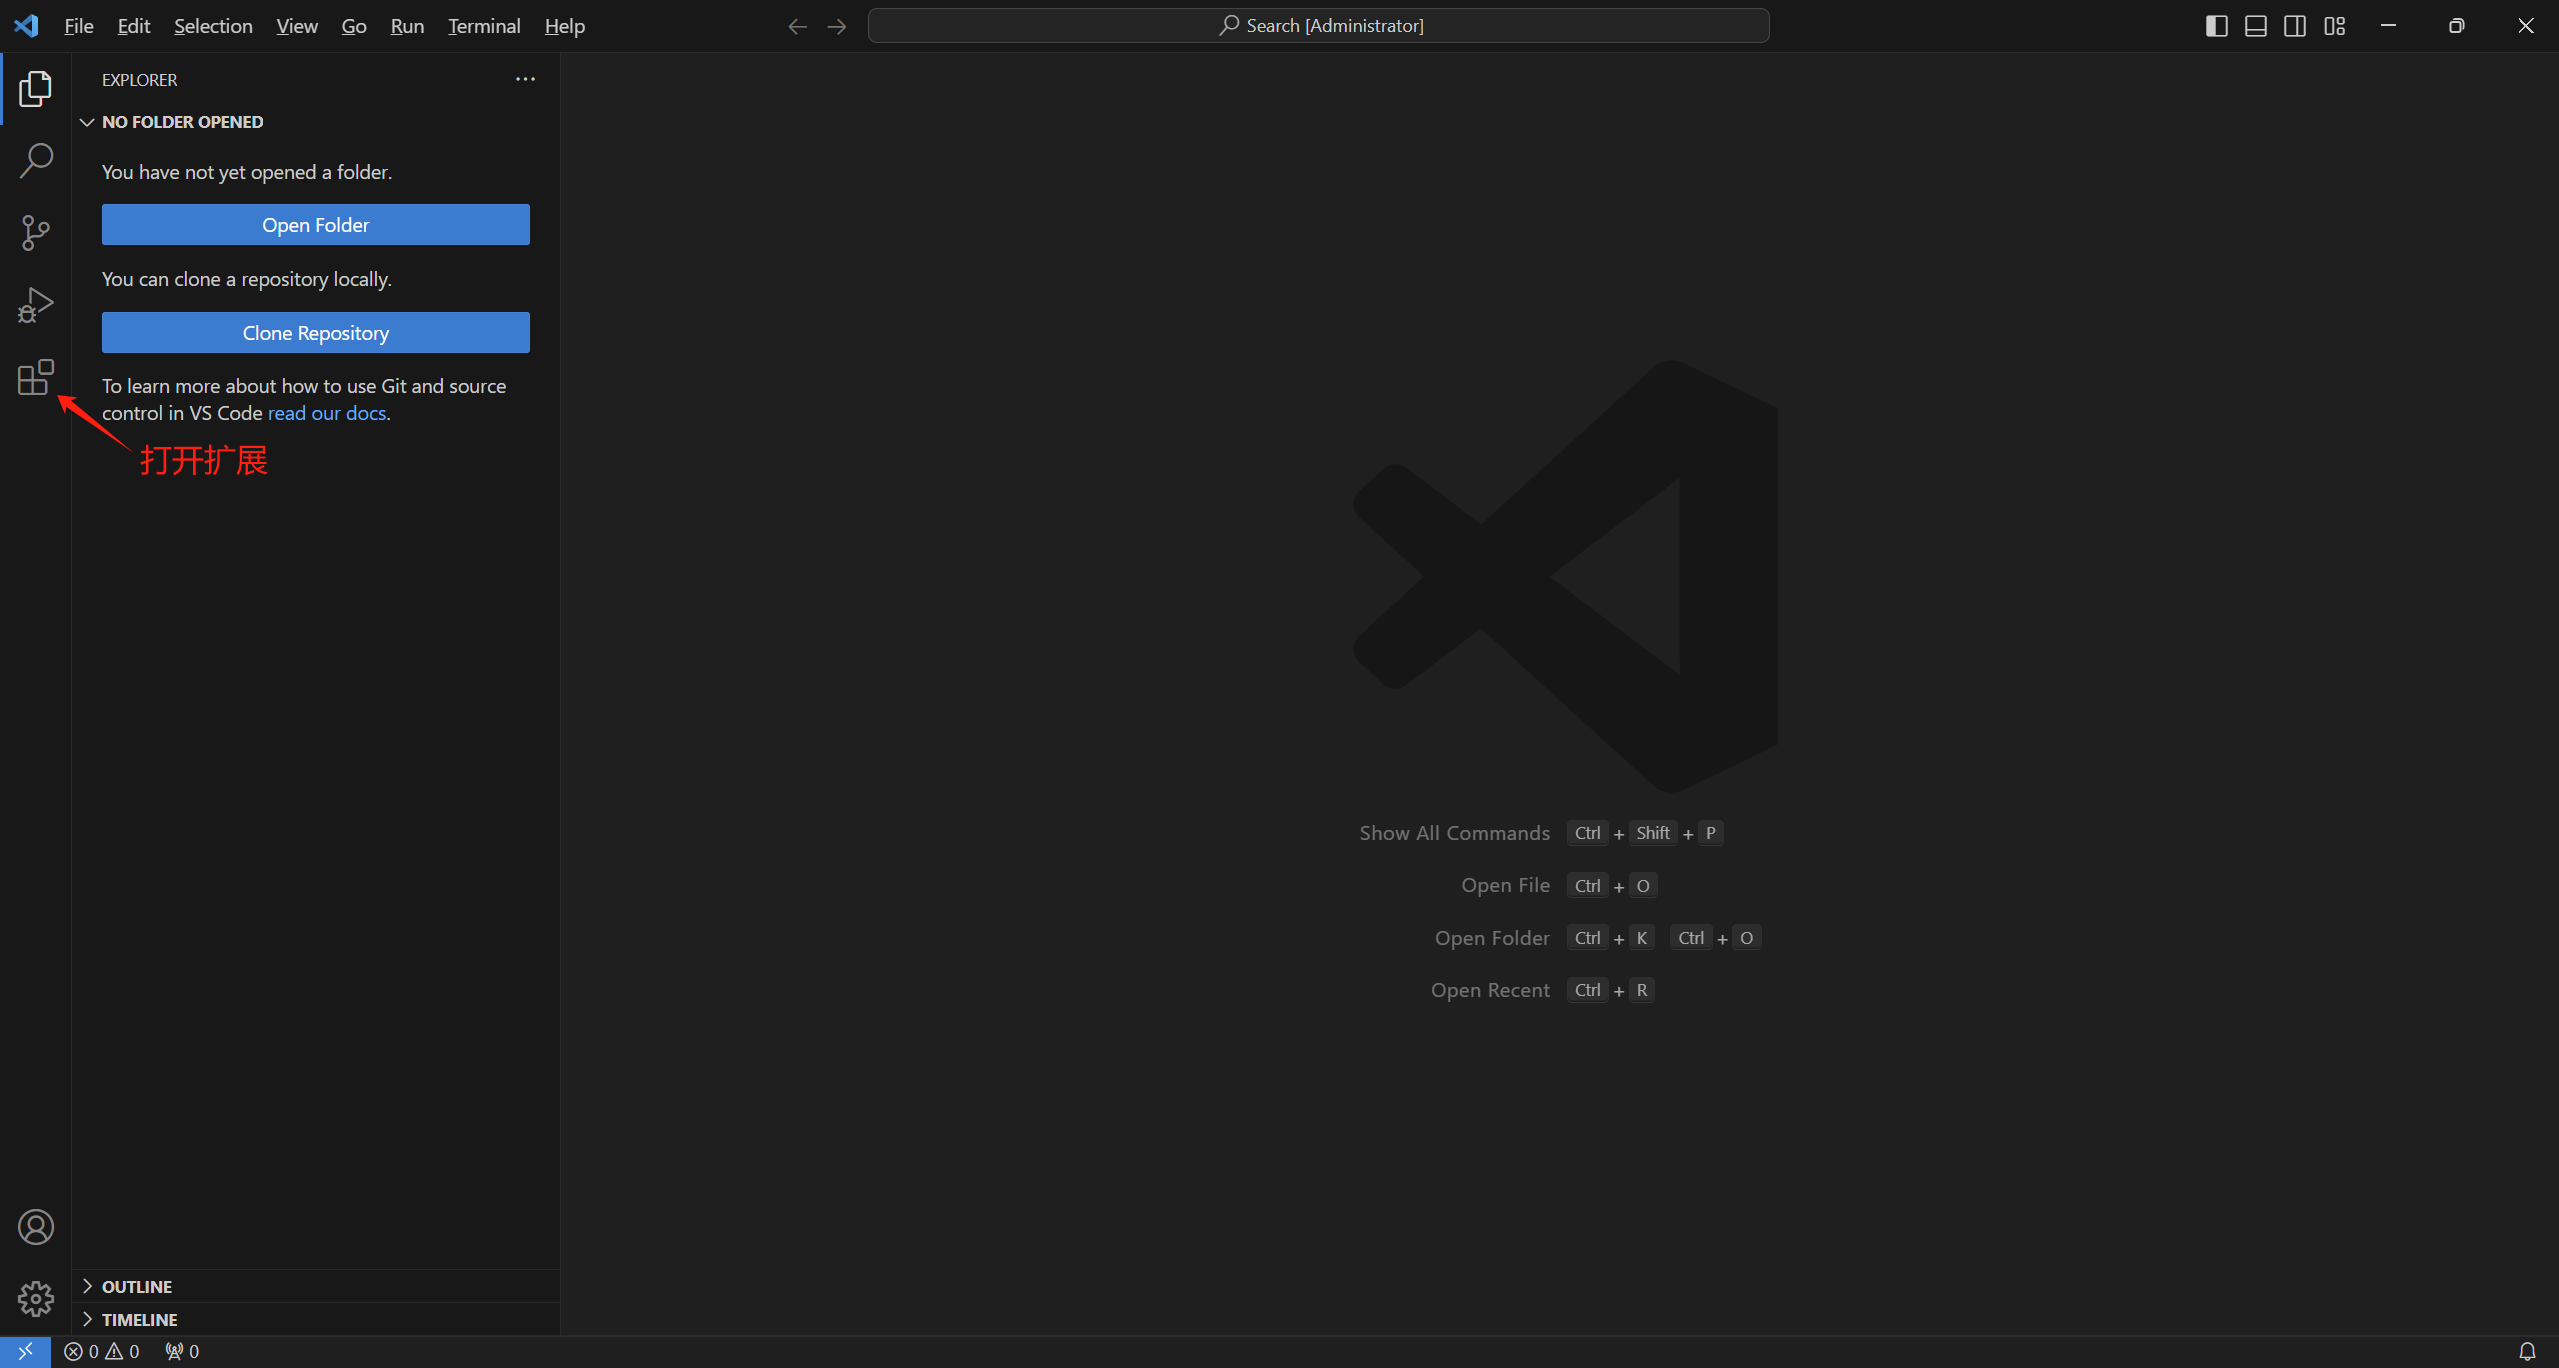 File Edit Selection View Go Run Terminal Help
Search [Administrator]
EXPLORER
NO FOLDER OPENED
You have not yet opened a folder.
Open Folder
You can clone a repository locally.
Clone Repository
To learn more about how to use Git and source
control in VS Code read our docs.
打开扩展
Show All Commands Ctrl + Shift + P
Open File Ctrl + O
Open Folder Ctrl + K Ctrl + O
Open Recent Ctrl + R
OUTLINE
TIMELINE
0 0 0